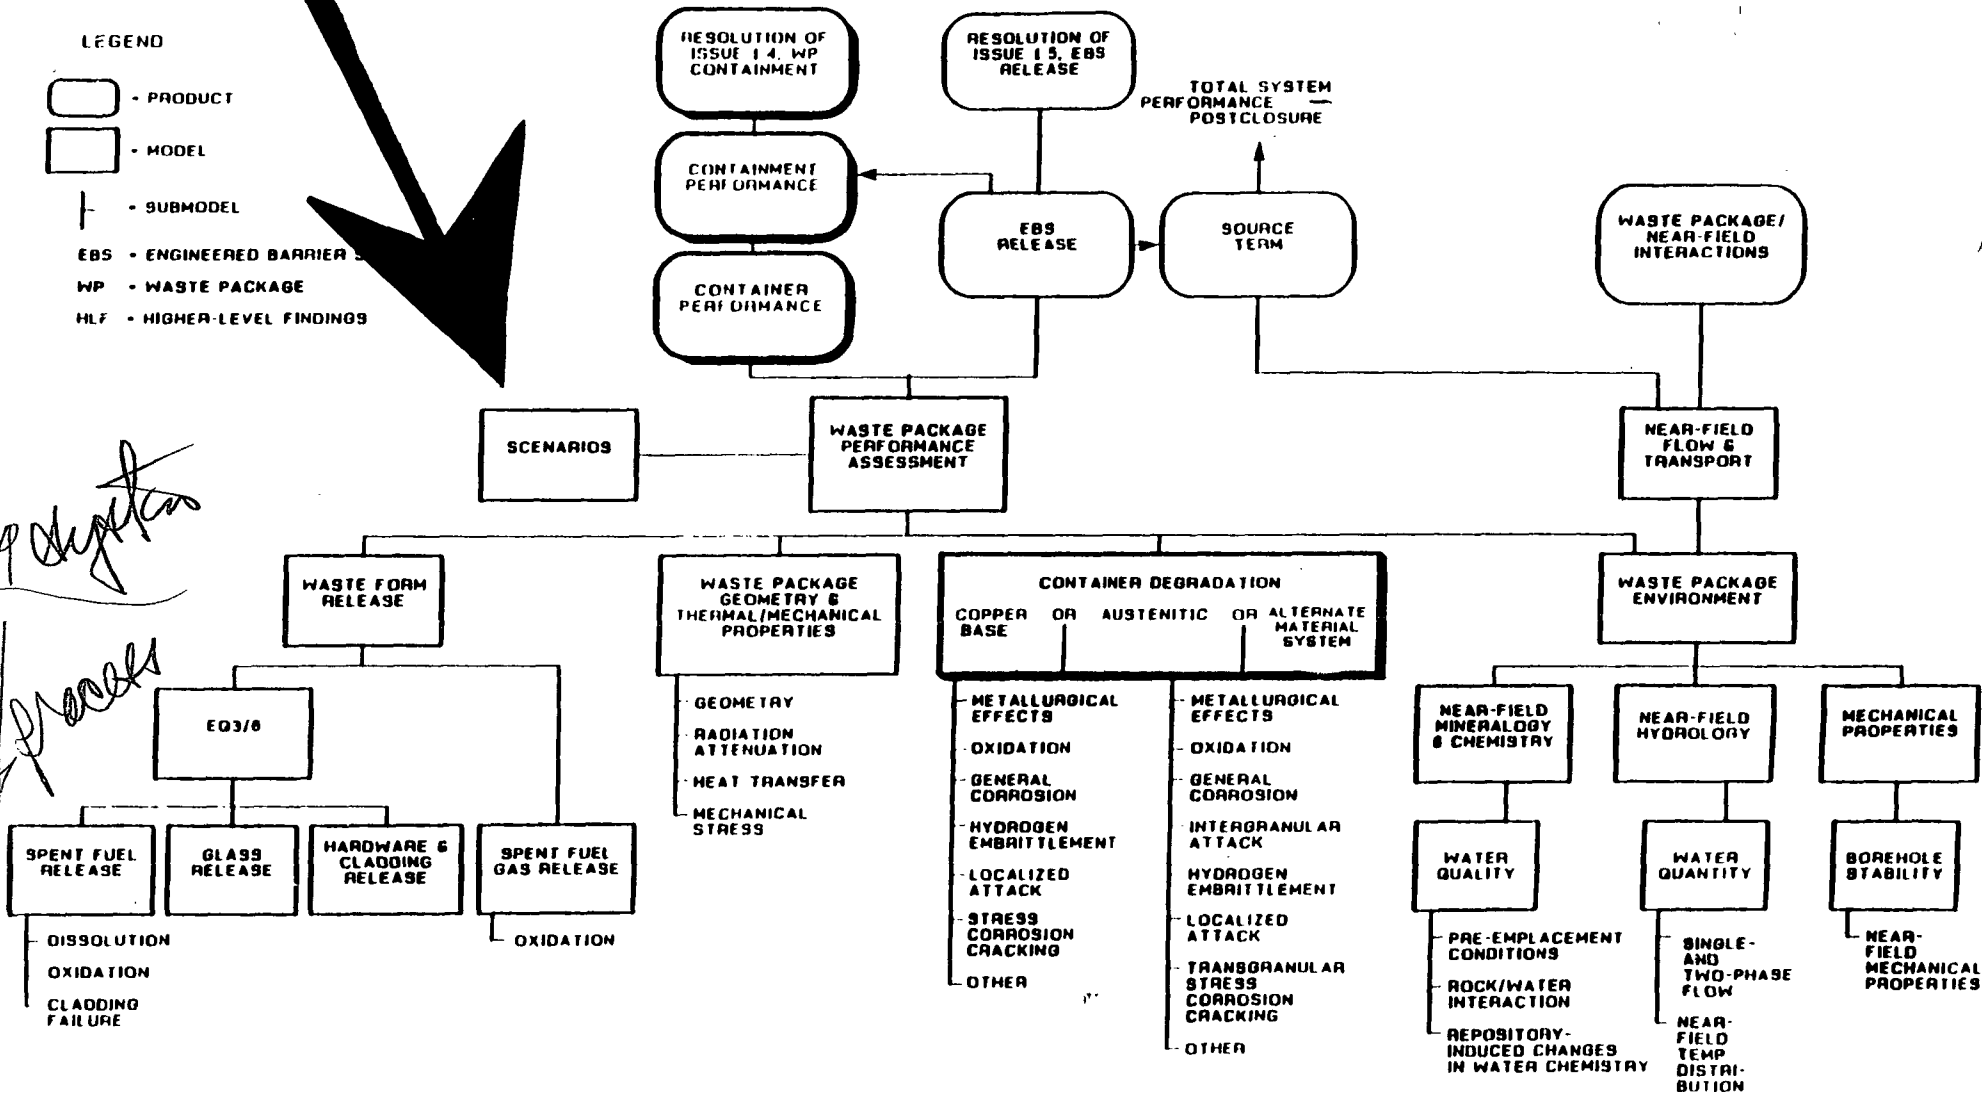 LEGEND
- PRODUCT
- MODEL
- SUBMODEL
EBS - ENGINEERED BARRIER
WP - WASTE PACKAGE
HLF - HIGHER-LEVEL FINDINGS
RESOLUTION OF
ISSUE 1.4, WP
CONTAINMENT
RESOLUTION OF
ISSUE 1.5, EBS
RELEASE
TOTAL SYSTEM
PERFORMANCE —
POSTCLOSURE
CONTAINMENT
PERFORMANCE
EBS
RELEASE
SOURCE
TERM
WASTE PACKAGE/
NEAR-FIELD
INTERACTIONS
CONTAINER
PERFORMANCE
SCENARIOS
WASTE PACKAGE
PERFORMANCE
ASSESSMENT
NEAR-FIELD
FLOW &
TRANSPORT
WASTE FORM
RELEASE
WASTE PACKAGE
GEOMETRY &
THERMAL/MECHANICAL
PROPERTIES
CONTAINER DEGRADATION
COPPER
BASE
OR
AUSTENITIC
OR
ALTERNATE
MATERIAL
SYSTEM
WASTE PACKAGE
ENVIRONMENT
process
EQ3/6
SPENT FUEL
RELEASE
GLASS
RELEASE
HARDWARE &
CLADDING
RELEASE
SPENT FUEL
GAS RELEASE
DISSOLUTION
OXIDATION
CLADDING
FAILURE
OXIDATION
GEOMETRY
RADIATION
ATTENUATION
HEAT TRANSFER
MECHANICAL
STRESS
METALLURGICAL
EFFECTS
OXIDATION
GENERAL
CORROSION
HYDROGEN
EMBRITTLEMENT
LOCALIZED
ATTACK
STRESS
CORROSION
CRACKING
OTHER
METALLURGICAL
EFFECTS
OXIDATION
GENERAL
CORROSION
INTERGRANULAR
ATTACK
HYDROGEN
EMBRITTLEMENT
LOCALIZED
ATTACK
TRANSGRANULAR
STRESS
CORROSION
CRACKING
OTHER
NEAR-FIELD
MINERALOGY
& CHEMISTRY
NEAR-FIELD
HYDROLOGY
MECHANICAL
PROPERTIES
WATER
QUALITY
WATER
QUANTITY
BOREHOLE
STABILITY
PRE-EMPLACEMENT
CONDITIONS
ROCK/WATER
INTERACTION
REPOSITORY-
INDUCED CHANGES
IN WATER CHEMISTRY
SINGLE-
AND
TWO-PHASE
FLOW
NEAR-
FIELD
TEMP
DISTRI-
BUTION
NEAR-
FIELD
MECHANICAL
PROPERTIES